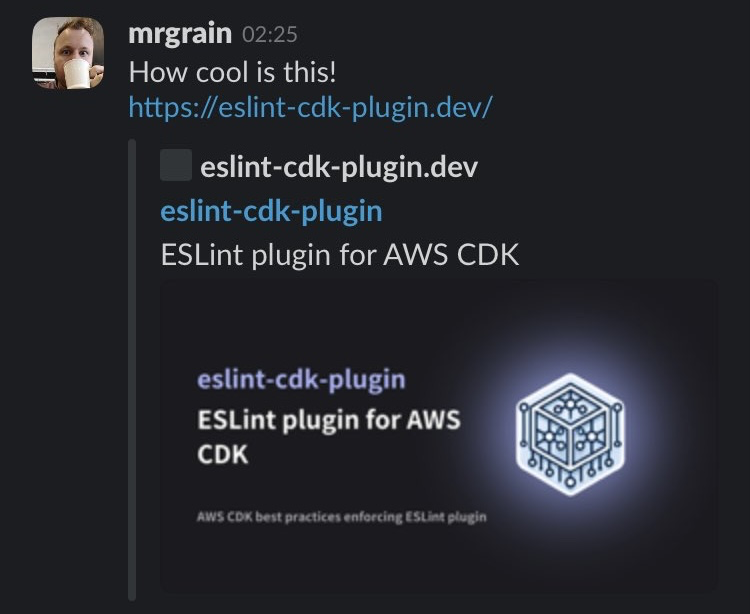 mrgrain 02:25
How cool is this!
https://eslint-cdk-plugin.dev/
eslint-cdk-plugin.dev
eslint-cdk-plugin
ESLint plugin for AWS CDK
eslint-cdk-plugin
ESLint plugin for AWS
CDK
AWS CDK best practices enforcing ESLint plugin